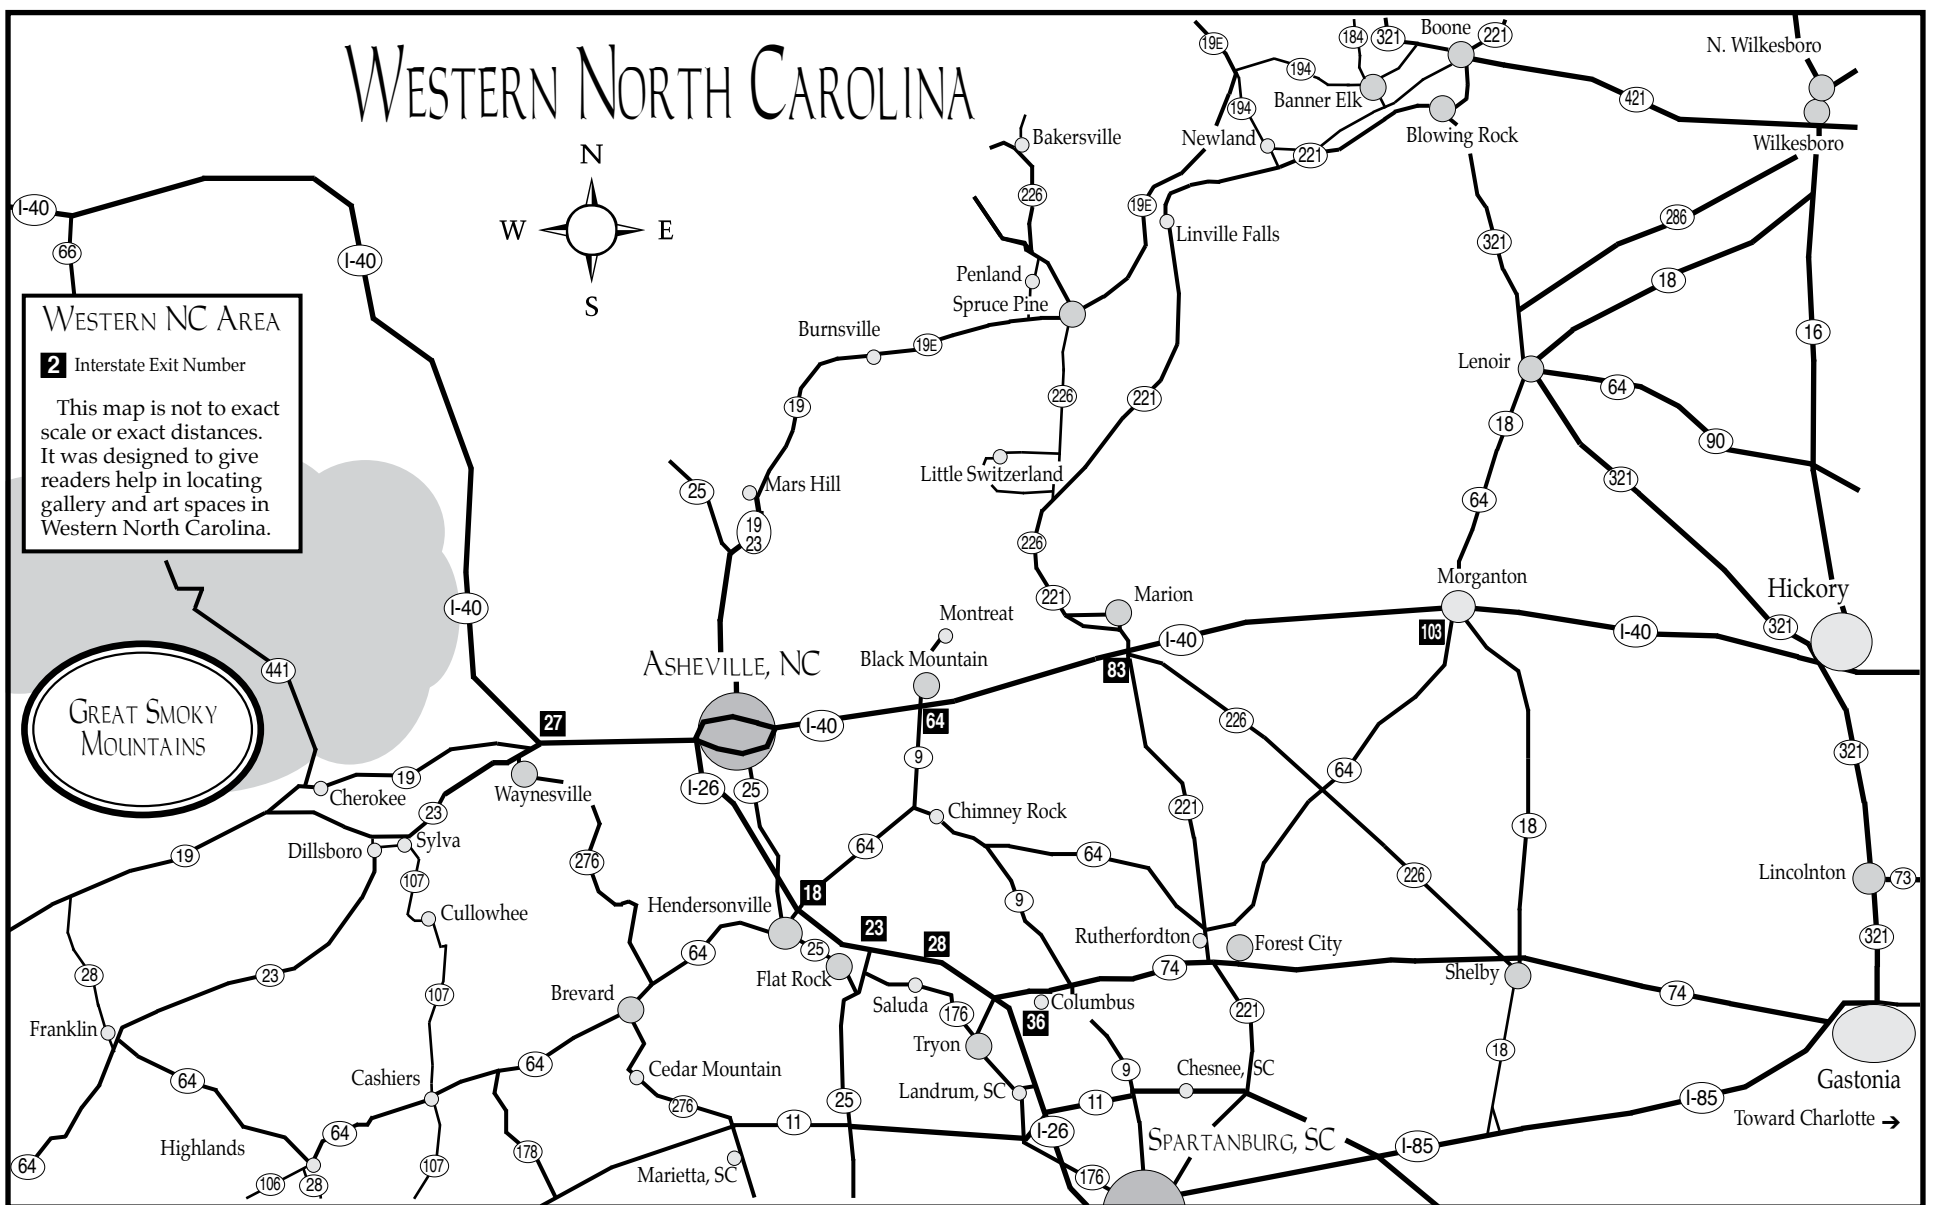 WESTERN NORTH CAROLINA
N
W
E
S
19E
184
321
Boone
221
N. Wilkesboro
194
Banner Elk
421
194
Newland
221
Blowing Rock
Wilkesboro
Bakersville
226
19E
Linville Falls
286
I-40
66
I-40
321
18
Penland
Spruce Pine
Burnsville
19E
16
WESTERN NC AREA
2 Interstate Exit Number
This map is not to exact
scale or exact distances.
It was designed to give
readers help in locating
gallery and art spaces in
Western North Carolina.
19
226
221
Lenoir
64
18
90
Little Switzerland
321
25
Mars Hill
64
19
23
226
Morganton
Hickory
I-40
221
Marion
Montreat
321
I-40
103
I-40
Black Mountain
ASHEVILLE, NC
83
441
GREAT SMOKY
MOUNTAINS
27
I-40
64
226
321
9
64
19
Cherokee
Waynesville
I-26
25
23
Chimney Rock
221
18
Sylva
Dillsboro
19
276
64
64
226
Lincolnton
73
107
Cullowhee
18
Hendersonville
9
23
28
Rutherfordton
Forest City
321
64
25
Flat Rock
74
Shelby
28
23
107
Brevard
Saluda
176
Columbus
36
221
74
Franklin
Tryon
18
64
Cashiers
64
Cedar Mountain
Landrum, SC
9
Chesnee, SC
Gastonia
276
25
11
I-85
Toward Charlotte ➔
11
64
Highlands
I-26
SPARTANBURG, SC
I-85
64
178
107
Marietta, SC
176
106
28